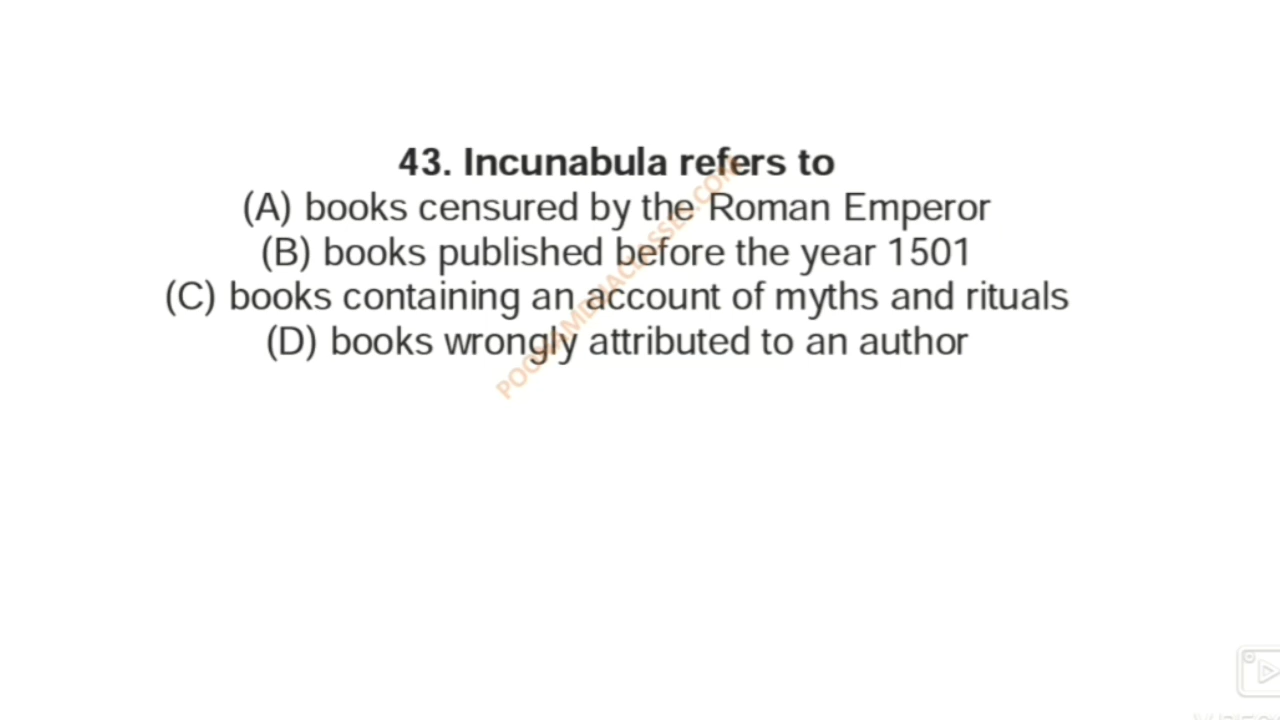 43. Incunabula refers to
(A) books censured by the Roman Emperor
(B) books published before the year 1501
(C) books containing an account of myths and rituals
(D) books wrongly attributed to an author